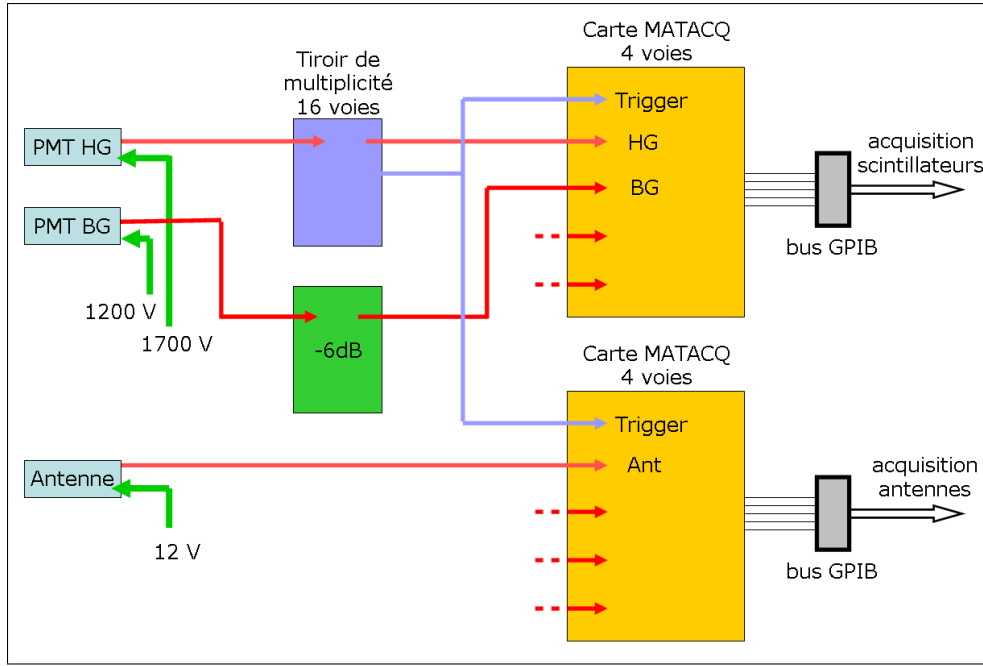 Carte MATACQ
4 voies
Tiroir de
multiplicité
16 voies
Trigger
PMT HG
HG
acquisition
scintillateurs
BG
PMT BG
bus GPIB
1200 V
1700 V
-6dB
Carte MATACQ
4 voies
Trigger
Antenne
Ant
acquisition
antennes
12 V
bus GPIB